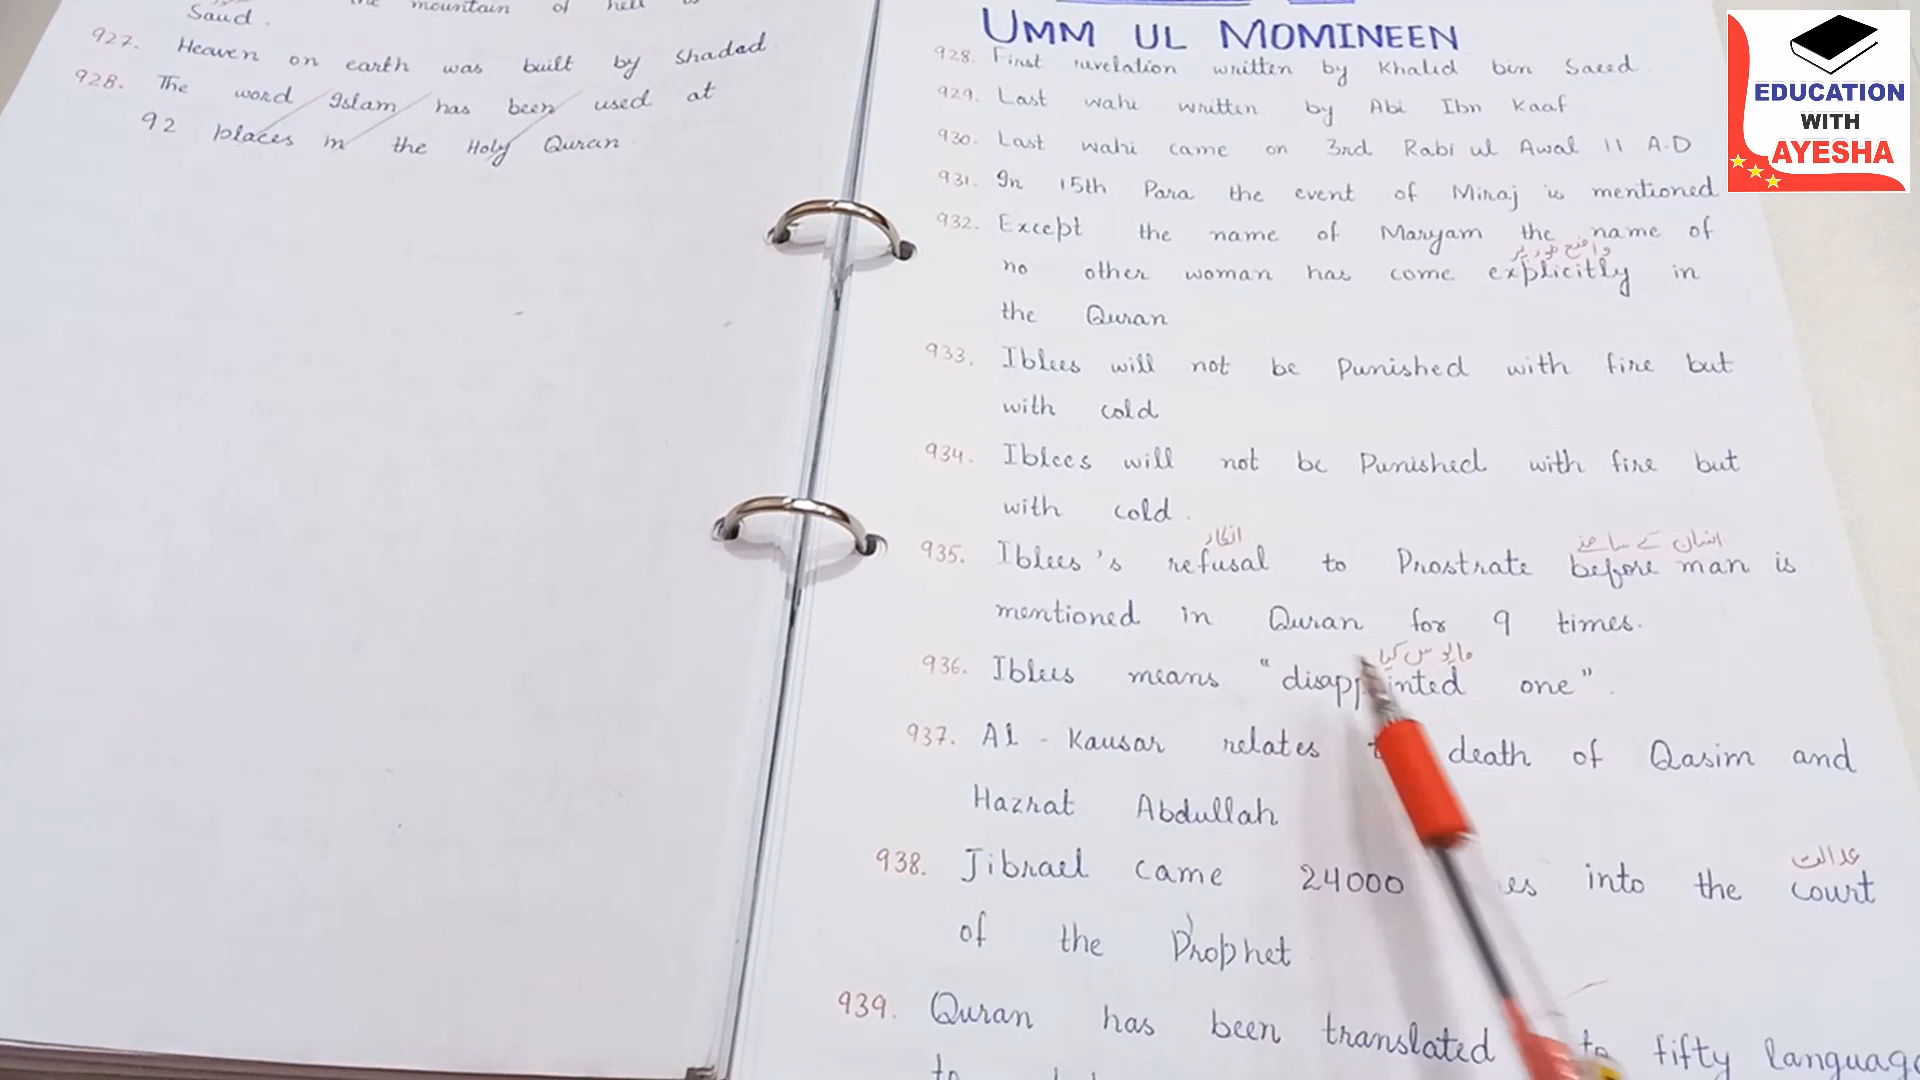 the mountain of hell is
Saud.
927. Heaven on earth was built by Shadad.
928. The word Islam has been used at
92 places in the Holy Quran
UMM UL MOMINEEN
928. First revelation written by Khalid bin Saeed.
929. Last wahi written by Abi Ibn Kaaf
930. Last wahi came on 3rd Rabi ul Awal 11 A.D
931. In 15th Para the event of Miraj is mentioned
932. Except the name of Maryam the name of
واضح طور پر
no other woman has come explicitly in
the Quran
933. Iblees will not be Punished with fire but
with cold
934. Iblees will not be Punished with fire but
with cold.
انکار انسان کے سامنے
935. Iblees's refusal to Prostrate before man is
mentioned in Quran for 9 times.
مایوس کیا
936. Iblees means "disappointed one".
937. Al-Kausar relates death of Qasim and
Hazrat Abdullah
عدالت
938. Jibrael came 24000 into the court
of the Prophet
939. Quran has been translated to fifty
EDUCATION
WITH
AYESHA